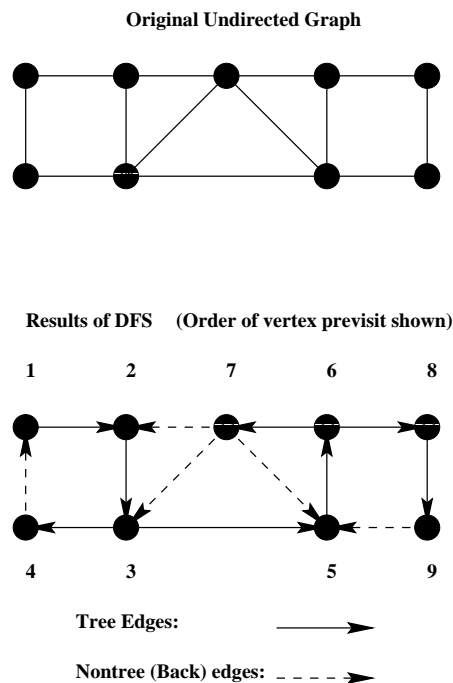 Original Undirected Graph
Results of DFS (Order of vertex previsit shown)
1 2 7 6 8
4 3 5 9
Tree Edges:
Nontree (Back) edges: